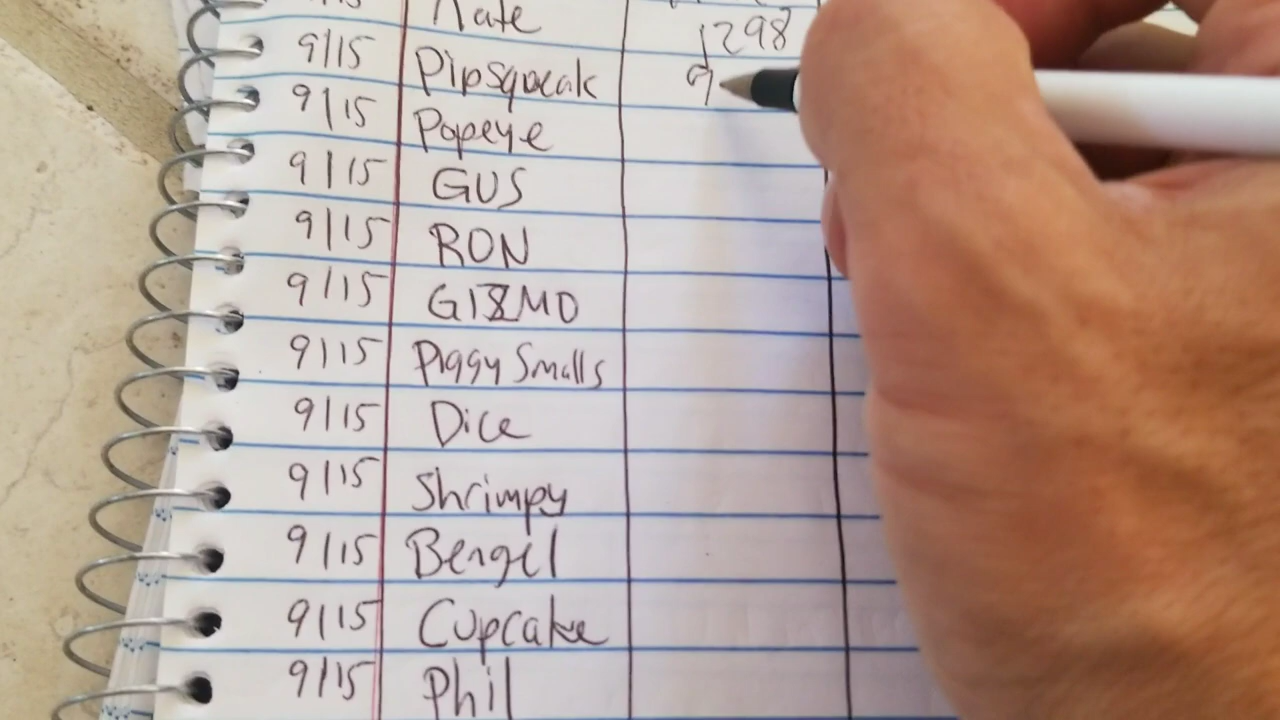 Nate 1298
9/15 Pipsqueak 9
9/15 Popeye
9/15 GUS
9/15 RON
9/15 GIZMO
9/15 Piggy Smalls
9/15 Dice
9/15 Shrimpy
9/15 Bengel
9/15 Cupcake
9/15 Phil